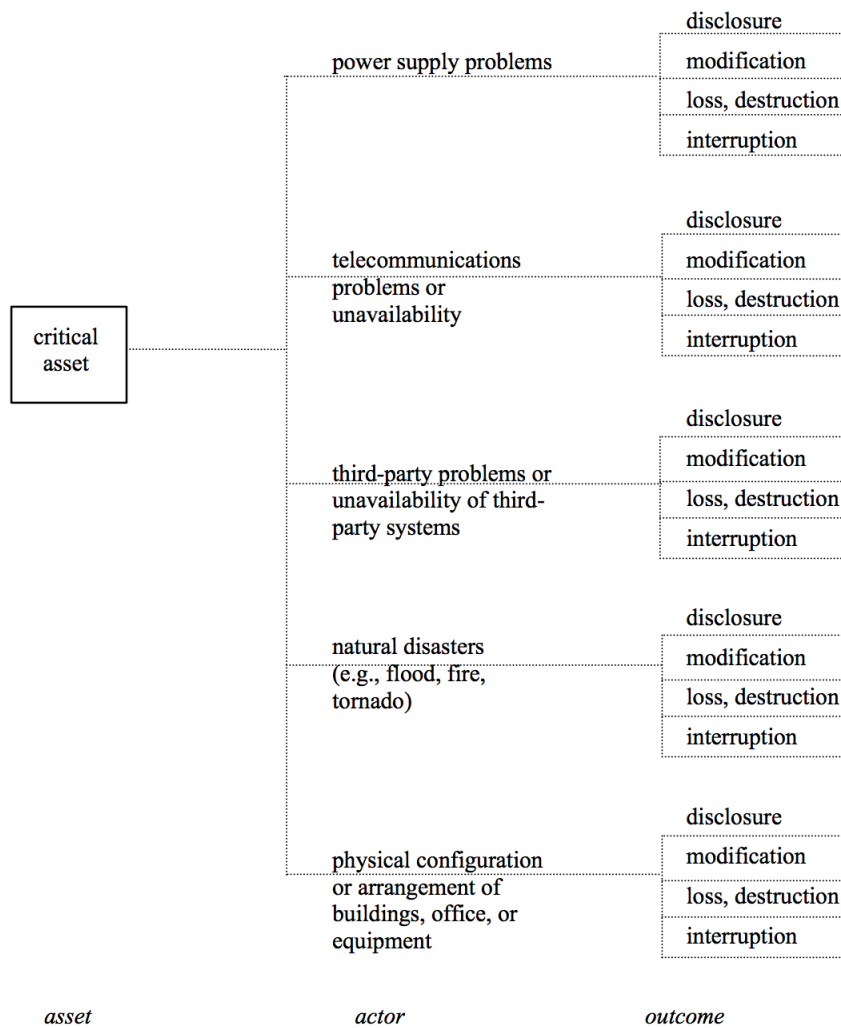 disclosure
power supply problems
modification
loss, destruction
interruption
disclosure
telecommunications
problems or
unavailability
modification
loss, destruction
interruption
critical
asset
disclosure
third-party problems or
unavailability of third-
party systems
modification
loss, destruction
interruption
disclosure
natural disasters
(e.g., flood, fire,
tornado)
modification
loss, destruction
interruption
disclosure
physical configuration
or arrangement of
buildings, office, or
equipment
modification
loss, destruction
interruption
asset
actor
outcome